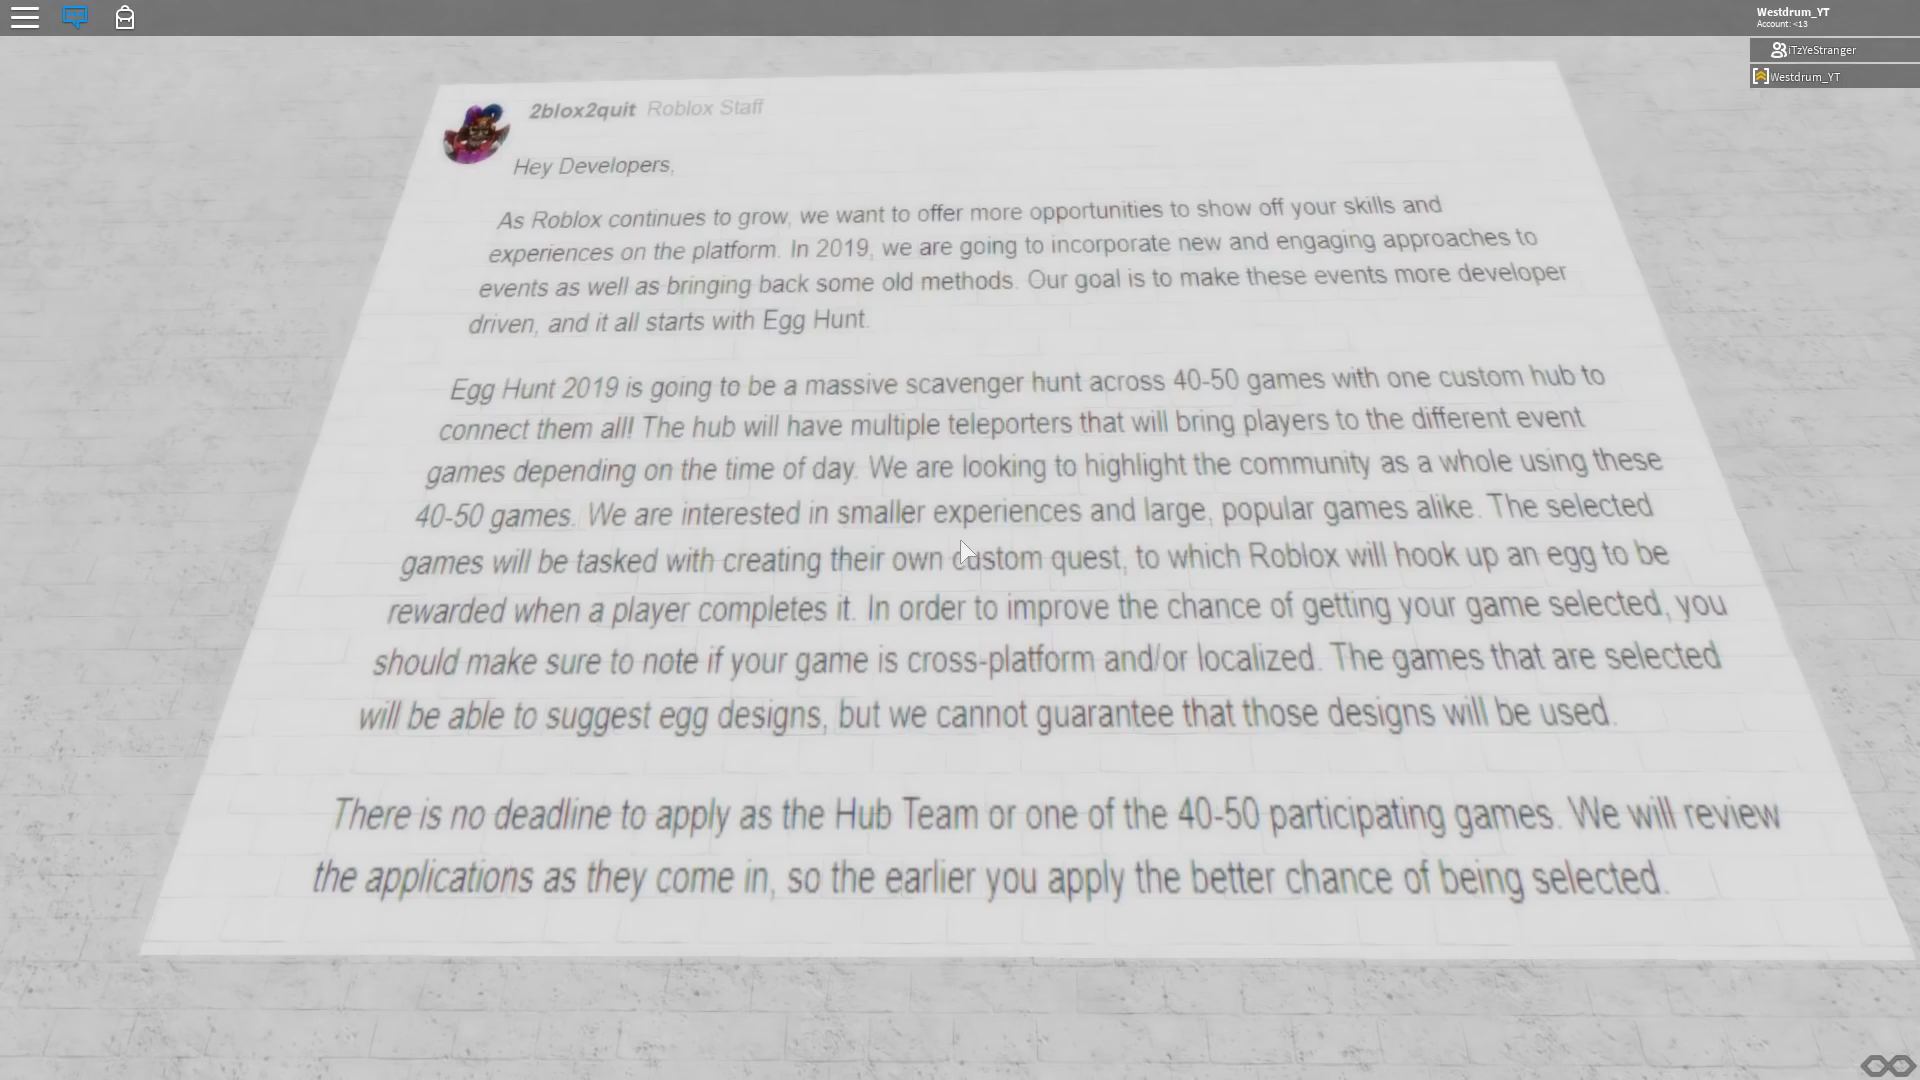 Westdrum_YT
Account: <13
iTzYeStranger
Westdrum_YT
2blox2quit Roblox Staff
Hey Developers,
As Roblox continues to grow, we want to offer more opportunities to show off your skills and
experiences on the platform. In 2019, we are going to incorporate new and engaging approaches to
events as well as bringing back some old methods. Our goal is to make these events more developer
driven, and it all starts with Egg Hunt.
Egg Hunt 2019 is going to be a massive scavenger hunt across 40-50 games with one custom hub to
connect them all! The hub will have multiple teleporters that will bring players to the different event
games depending on the time of day. We are looking to highlight the community as a whole using these
40-50 games. We are interested in smaller experiences and large, popular games alike. The selected
games will be tasked with creating their own custom quest, to which Roblox will hook up an egg to be
rewarded when a player completes it. In order to improve the chance of getting your game selected, you
should make sure to note if your game is cross-platform and/or localized. The games that are selected
will be able to suggest egg designs, but we cannot guarantee that those designs will be used.
There is no deadline to apply as the Hub Team or one of the 40-50 participating games. We will review
the applications as they come in, so the earlier you apply the better chance of being selected.